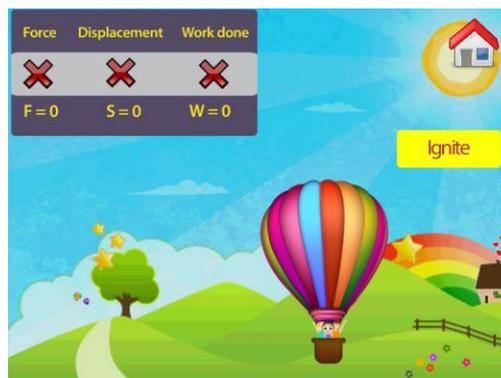 Force Displacement Work done
F = 0 S = 0 W = 0
Ignite